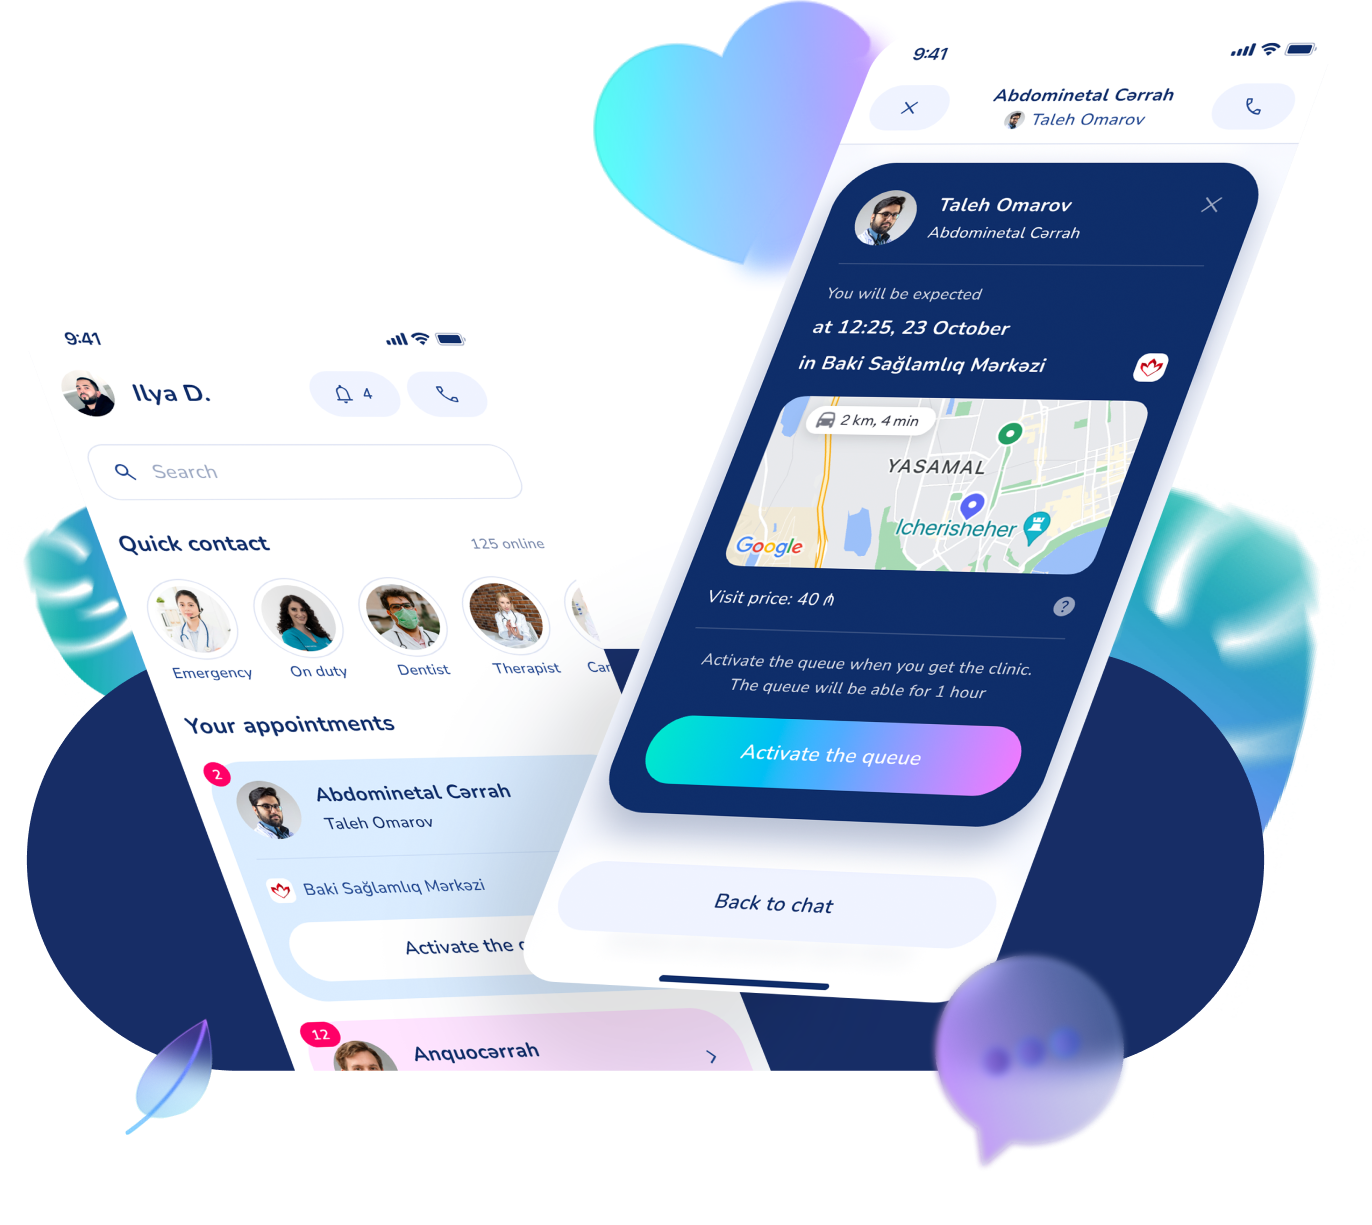 9:41
Ilya D.
4
Search
Quick contact
125 online
Emergency
On duty
Dentist
Therapist
Car
Your appointments
2
Abdominetal Cərrah
Taleh Omarov
Baki Sağlamlıq Mərkəzi
Activate the
12
Anquocərrah
9:41
Abdominetal Cərrah
Taleh Omarov
Taleh Omarov
Abdominetal Cərrah
You will be expected
at 12:25, 23 October
in Baki Sağlamlıq Mərkəzi
2 km, 4 min
YASAMAL
Icherisheher
Google
Visit price: 40 ₼
?
Activate the queue when you get the clinic.
The queue will be able for 1 hour
Activate the queue
Back to chat